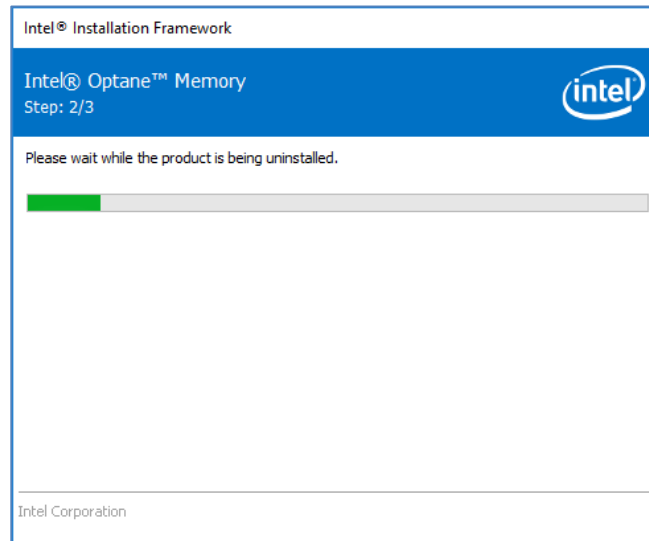 Intel® Installation Framework
Intel® Optane™ Memory
Step: 2/3
intel
Please wait while the product is being uninstalled.
Intel Corporation